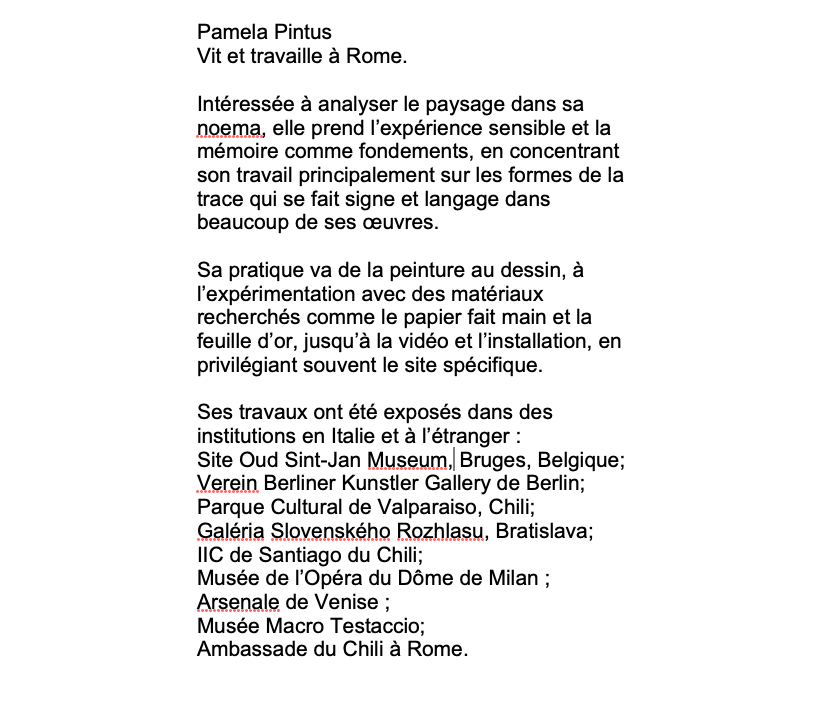 Pamela Pintus
Vit et travaille à Rome.
Intéressée à analyser le paysage dans sa
noema, elle prend l’expérience sensible et la
mémoire comme fondements, en concentrant
son travail principalement sur les formes de la
trace qui se fait signe et langage dans
beaucoup de ses œuvres.
Sa pratique va de la peinture au dessin, à
l’expérimentation avec des matériaux
recherchés comme le papier fait main et la
feuille d’or, jusqu’à la vidéo et l’installation, en
privilégiant souvent le site spécifique.
Ses travaux ont été exposés dans des
institutions en Italie et à l’étranger :
Site Oud Sint-Jan Museum, Bruges, Belgique;
Verein Berliner Kunstler Gallery de Berlin;
Parque Cultural de Valparaiso, Chili;
Galéria Slovenského Rozhlasu, Bratislava;
IIC de Santiago du Chili;
Musée de l’Opéra du Dôme de Milan ;
Arsenale de Venise ;
Musée Macro Testaccio;
Ambassade du Chili à Rome.